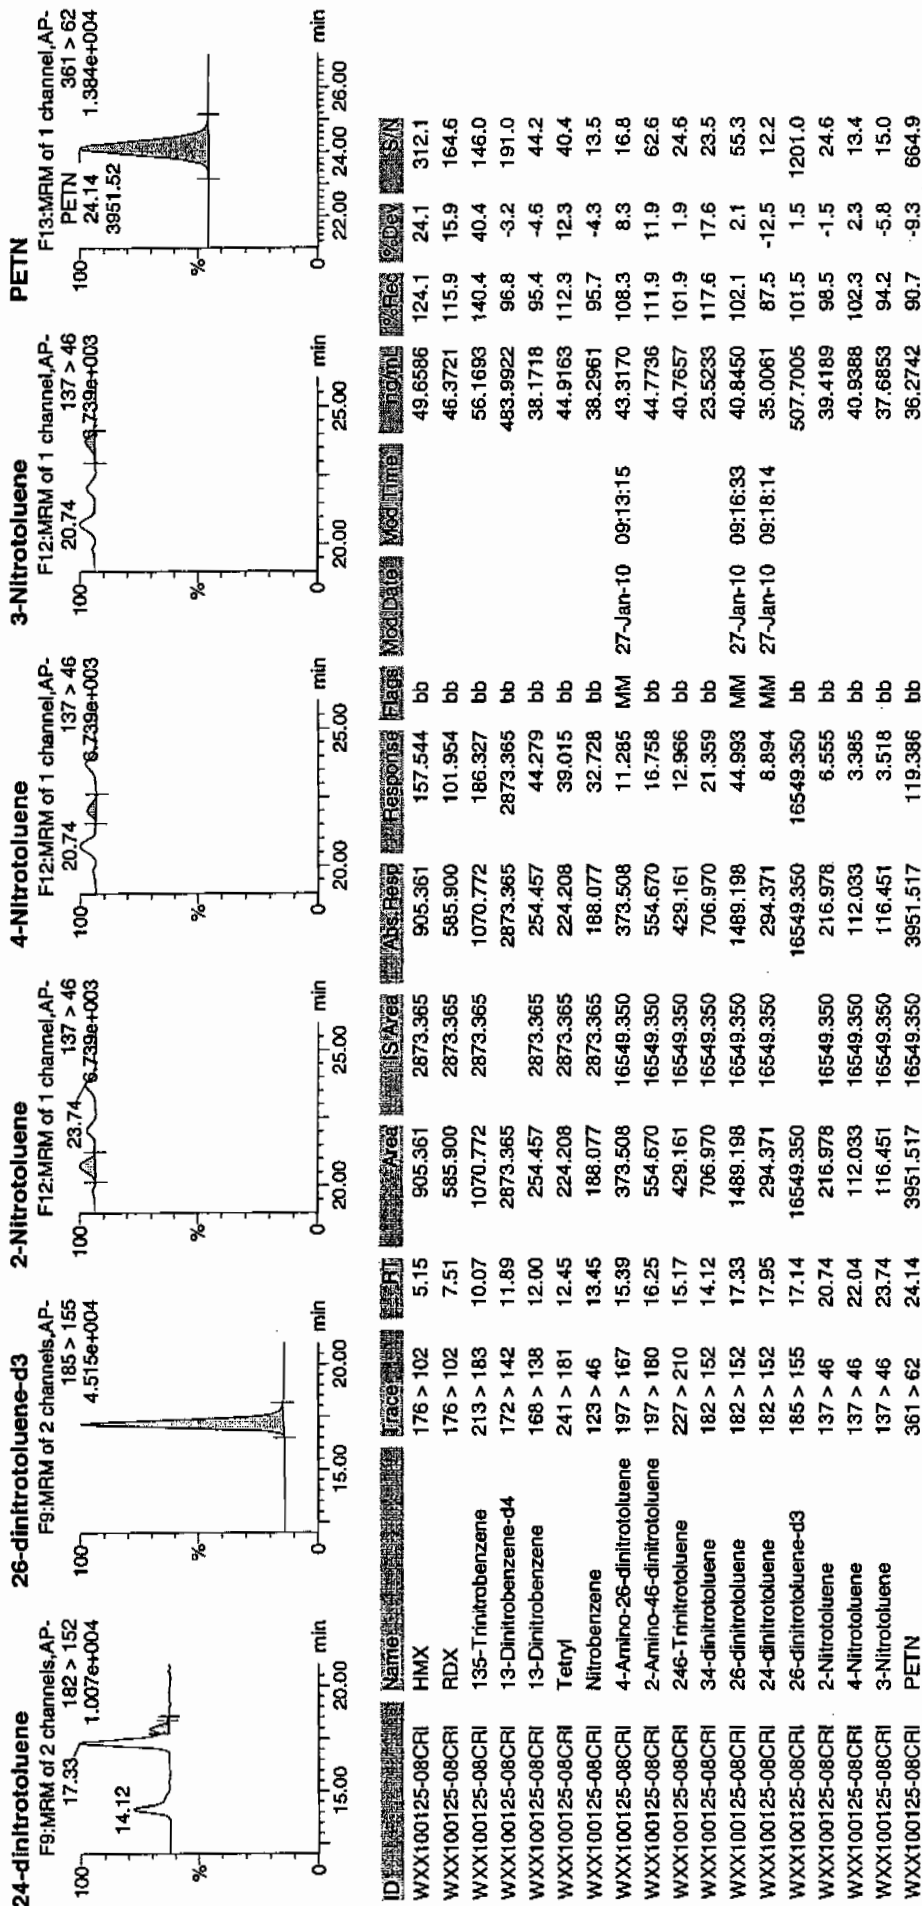 24-dinitrotoluene
F9:MRM of 2 channels,AP-
182 > 152
1.007e+004
17.33
14.12
100
%
0
15.00 20.00 min
26-dinitrotoluene-d3
F9:MRM of 2 channels,AP-
185 > 155
4.515e+004
100
%
0
15.00 20.00 min
2-Nitrotoluene
F12:MRM of 1 channel,AP-
137 > 46
6.739e+003
23.74
100
%
0
20.00 25.00 min
4-Nitrotoluene
F12:MRM of 1 channel,AP-
137 > 46
6.739e+003
20.74
100
%
0
20.00 25.00 min
3-Nitrotoluene
F12:MRM of 1 channel,AP-
137 > 46
6.739e+003
20.74
100
%
0
20.00 25.00 min
PETN
F13:MRM of 1 channel,AP-
361 > 62
1.384e+004
PETN
24.14
3951.52
100
%
0
22.00 24.00 26.00 min
ID Name Trace RT Area IS Area Abs.Resp Response Flags Mod.Date Mod.Time ng/mL %Rec %Dev S/N
WXX100125-08CRI HMX 176 > 102 5.15 905.361 2873.365 905.361 157.544 bb 49.6586 124.1 24.1 312.1
WXX100125-08CRI RDX 176 > 102 7.51 585.900 2873.365 585.900 101.954 bb 46.3721 115.9 15.9 164.6
WXX100125-08CRI 135-Trinitrobenzene 213 > 183 10.07 1070.772 2873.365 1070.772 186.327 bb 56.1693 140.4 40.4 146.0
WXX100125-08CRI 13-Dinitrobenzene-d4 172 > 142 11.89 2873.365 2873.365 2873.365 bb 483.9922 96.8 -3.2 191.0
WXX100125-08CRI 13-Dinitrobenzene 168 > 138 12.00 254.457 2873.365 254.457 44.279 bb 38.1718 95.4 -4.6 44.2
WXX100125-08CRI Tetryl 241 > 181 12.45 224.208 2873.365 224.208 39.015 bb 44.9163 112.3 12.3 40.4
WXX100125-08CRI Nitrobenzene 123 > 46 13.45 188.077 2873.365 188.077 32.728 bb 38.2961 95.7 -4.3 13.5
WXX100125-08CRI 4-Amino-26-dinitrotoluene 197 > 167 15.39 373.508 16549.350 373.508 11.285 MM 27-Jan-10 09:13:15 43.3170 108.3 8.3 16.8
WXX100125-08CRI 2-Amino-46-dinitrotoluene 197 > 180 16.25 554.670 16549.350 554.670 16.758 bb 44.7736 111.9 11.9 62.6
WXX100125-08CRI 246-Trinitrotoluene 227 > 210 15.17 429.161 16549.350 429.161 12.966 bb 40.7657 101.9 1.9 24.6
WXX100125-08CRI 34-dinitrotoluene 182 > 152 14.12 706.970 16549.350 706.970 21.359 bb 23.5233 117.6 17.6 23.5
WXX100125-08CRI 26-dinitrotoluene 182 > 152 17.33 1489.198 16549.350 1489.198 44.993 MM 27-Jan-10 09:16:33 40.8450 102.1 2.1 55.3
WXX100125-08CRI 24-dinitrotoluene 182 > 152 17.95 294.371 16549.350 294.371 8.894 MM 27-Jan-10 09:18:14 35.0061 87.5 -12.5 12.2
WXX100125-08CRI 26-dinitrotoluene-d3 185 > 155 17.14 16549.350 16549.350 16549.350 bb 507.7005 101.5 1.5 1201.0
WXX100125-08CRI 2-Nitrotoluene 137 > 46 20.74 216.978 16549.350 216.978 6.555 bb 39.4189 98.5 -1.5 24.6
WXX100125-08CRI 4-Nitrotoluene 137 > 46 22.04 112.033 16549.350 112.033 3.385 bb 40.9388 102.3 2.3 13.4
WXX100125-08CRI 3-Nitrotoluene 137 > 46 23.74 116.451 16549.350 116.451 3.518 bb 37.6853 94.2 -5.8 15.0
WXX100125-08CRI PETN 361 > 62 24.14 3951.517 16549.350 3951.517 119.386 bb 36.2742 90.7 -9.3 664.9